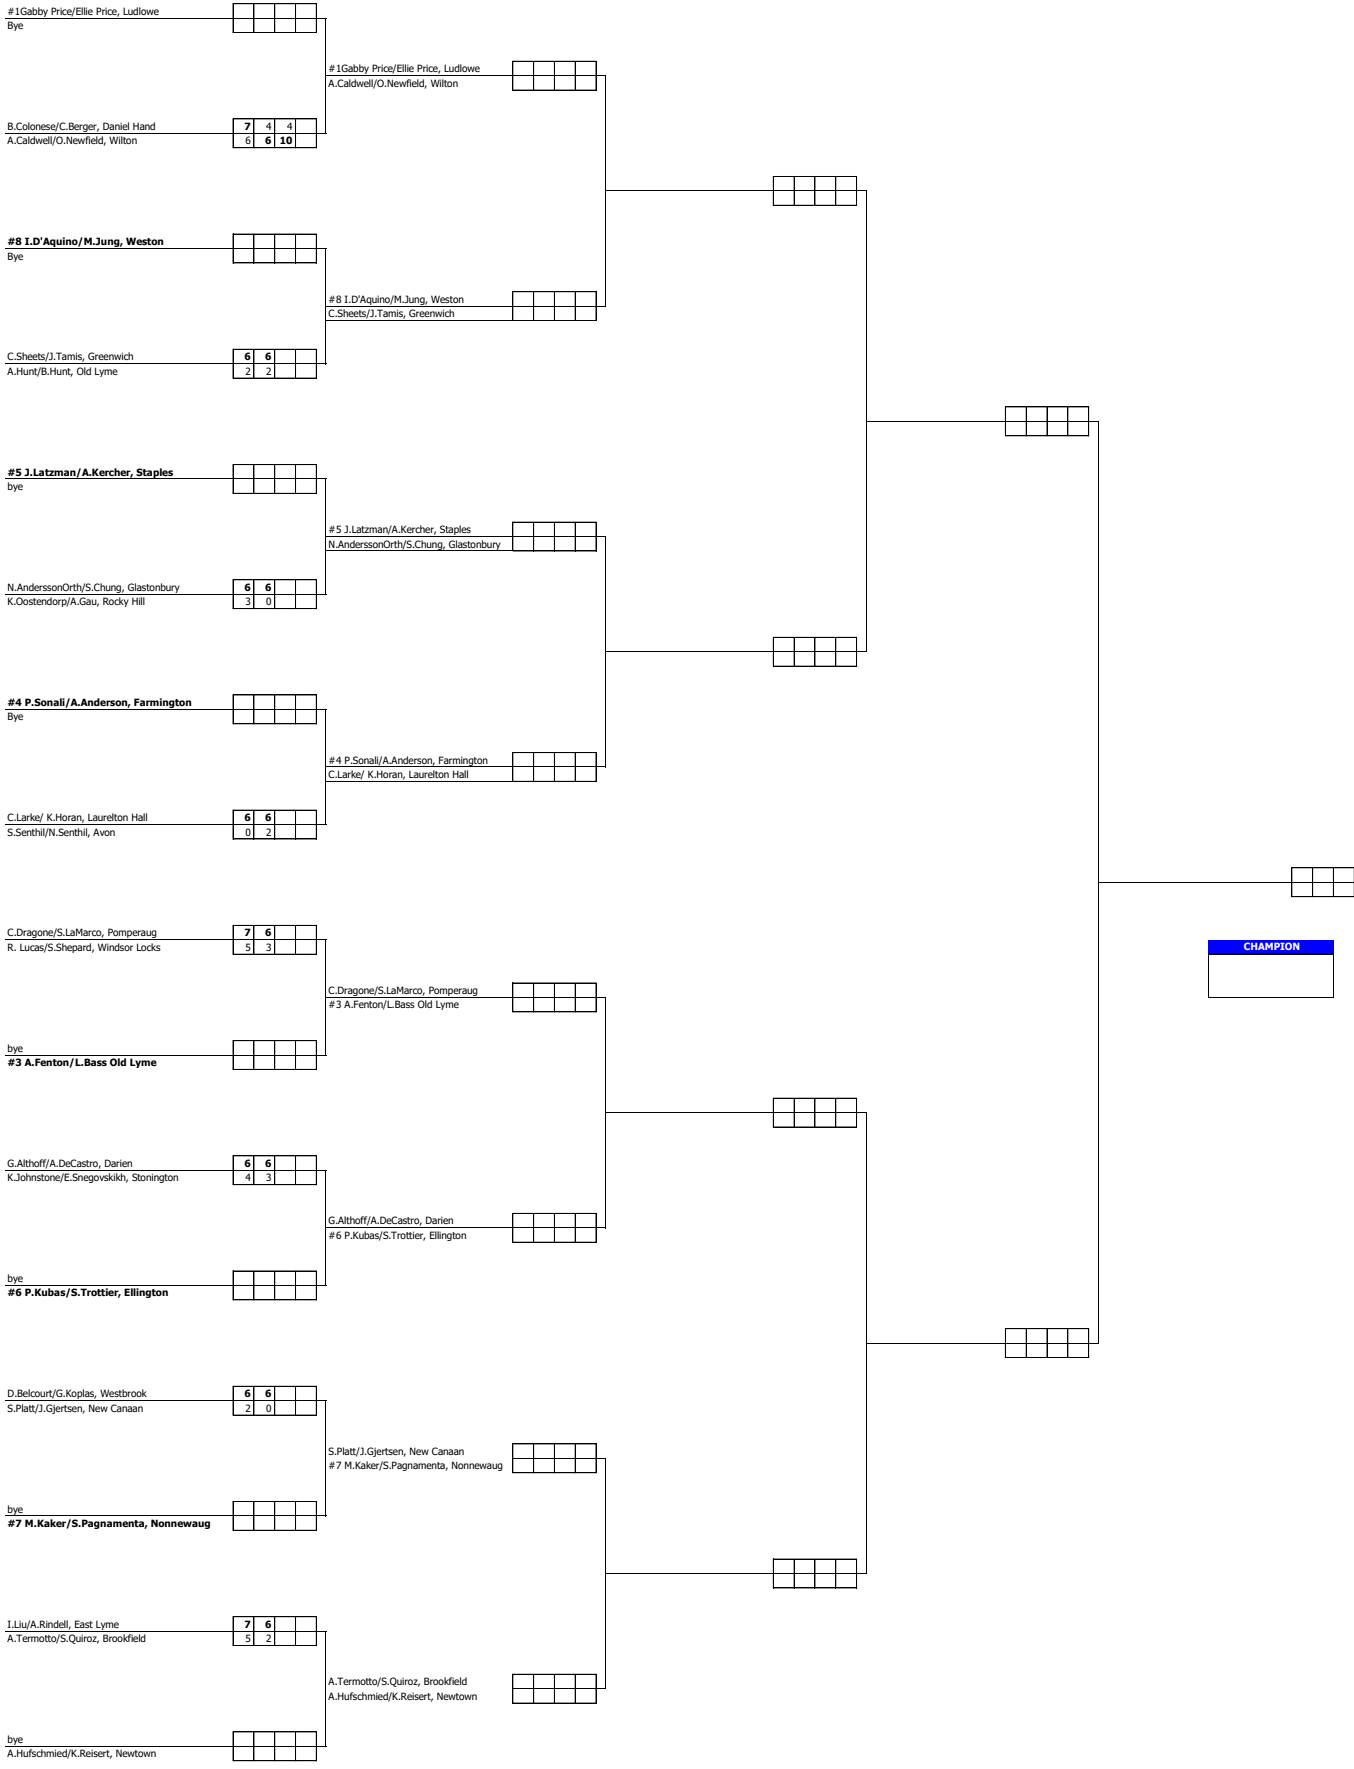 #1Gabby Price/Ellie Price, Ludlowe
Bye
#1Gabby Price/Ellie Price, Ludlowe
A.Caldwell/O.Newfield, Wilton
B.Colonese/C.Berger, Daniel Hand 7 4 4
A.Caldwell/O.Newfield, Wilton 6 6 10
#8 I.D'Aquino/M.Jung, Weston
Bye
#8 I.D'Aquino/M.Jung, Weston
C.Sheets/J.Tamis, Greenwich
C.Sheets/J.Tamis, Greenwich 6 6
A.Hunt/B.Hunt, Old Lyme 2 2
#5 J.Latzman/A.Kercher, Staples
bye
#5 J.Latzman/A.Kercher, Staples
N.AnderssonOrth/S.Chung, Glastonbury
N.AnderssonOrth/S.Chung, Glastonbury 6 6
K.Oostendorp/A.Gau, Rocky Hill 3 0
#4 P.Sonali/A.Anderson, Farmington
Bye
#4 P.Sonali/A.Anderson, Farmington
C.Larke/ K.Horan, Laurelton Hall
C.Larke/ K.Horan, Laurelton Hall 6 6
S.Senthil/N.Senthil, Avon 0 2
C.Dragone/S.LaMarco, Pomperaug 7 6
R. Lucas/S.Shepard, Windsor Locks 5 3
CHAMPION
C.Dragone/S.LaMarco, Pomperaug
#3 A.Fenton/L.Bass Old Lyme
bye
#3 A.Fenton/L.Bass Old Lyme
G.Althoff/A.DeCastro, Darien 6 6
K.Johnstone/E.Snegovskikh, Stonington 4 3
G.Althoff/A.DeCastro, Darien
#6 P.Kubas/S.Trottier, Ellington
bye
#6 P.Kubas/S.Trottier, Ellington
D.Belcourt/G.Koplas, Westbrook 6 6
S.Platt/J.Gjertsen, New Canaan 2 0
S.Platt/J.Gjertsen, New Canaan
#7 M.Kaker/S.Pagnamenta, Nonnewaug
bye
#7 M.Kaker/S.Pagnamenta, Nonnewaug
I.Liu/A.Rindell, East Lyme 7 6
A.Termotto/S.Quiroz, Brookfield 5 2
A.Termotto/S.Quiroz, Brookfield
A.Hufschmied/K.Reisert, Newtown
bye
A.Hufschmied/K.Reisert, Newtown